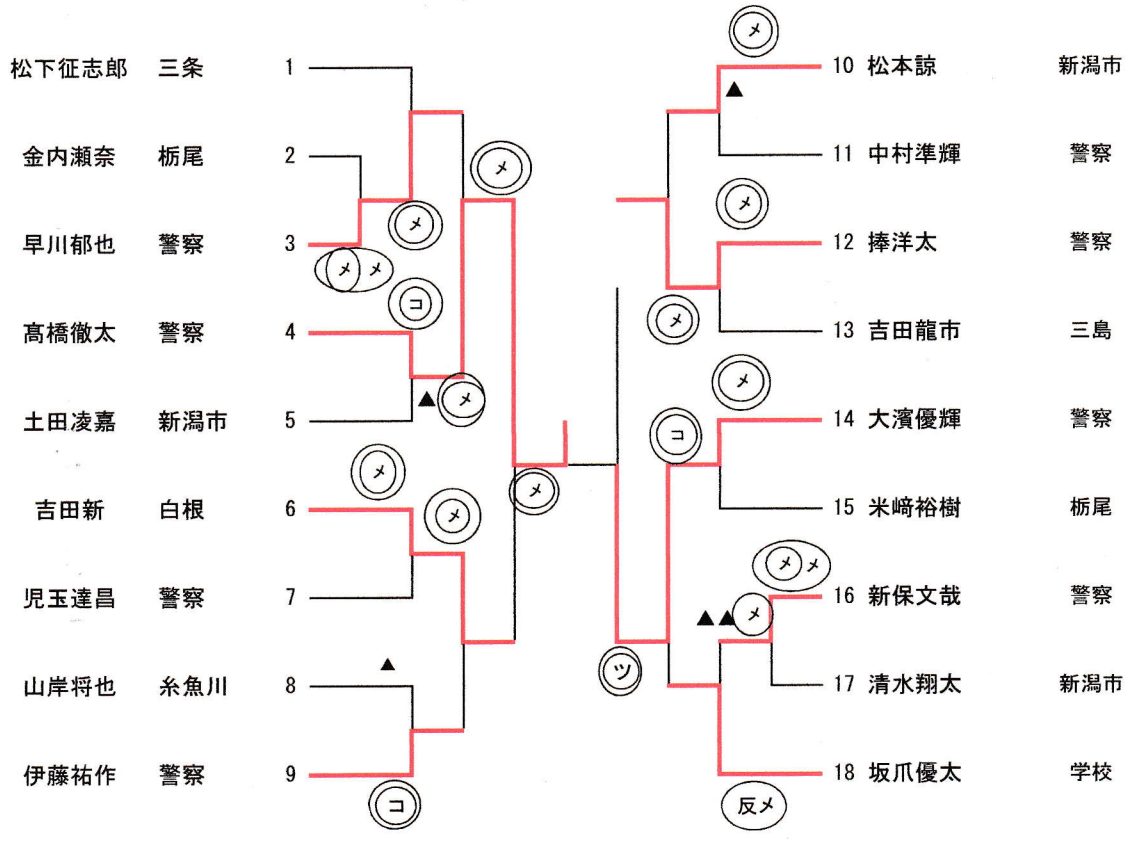 松下征志郎 三条 1
金内瀬奈 栃尾 2
早川郁也 警察 3
髙橋徹太 警察 4
土田凌嘉 新潟市 5
吉田新 白根 6
児玉達昌 警察 7
山岸将也 糸魚川 8
伊藤祐作 警察 9
メ
メ
メ メ
コ
▲ メ
メ
メ
メ
▲
コ
10 松本諒 新潟市
11 中村準輝 警察
12 捧洋太 警察
13 吉田龍市 三島
14 大濱優輝 警察
15 米﨑裕樹 栃尾
16 新保文哉 警察
17 清水翔太 新潟市
18 坂爪優太 学校
メ
▲
メ
メ
メ
コ
メ メ
▲ ▲ メ
ツ
反メ